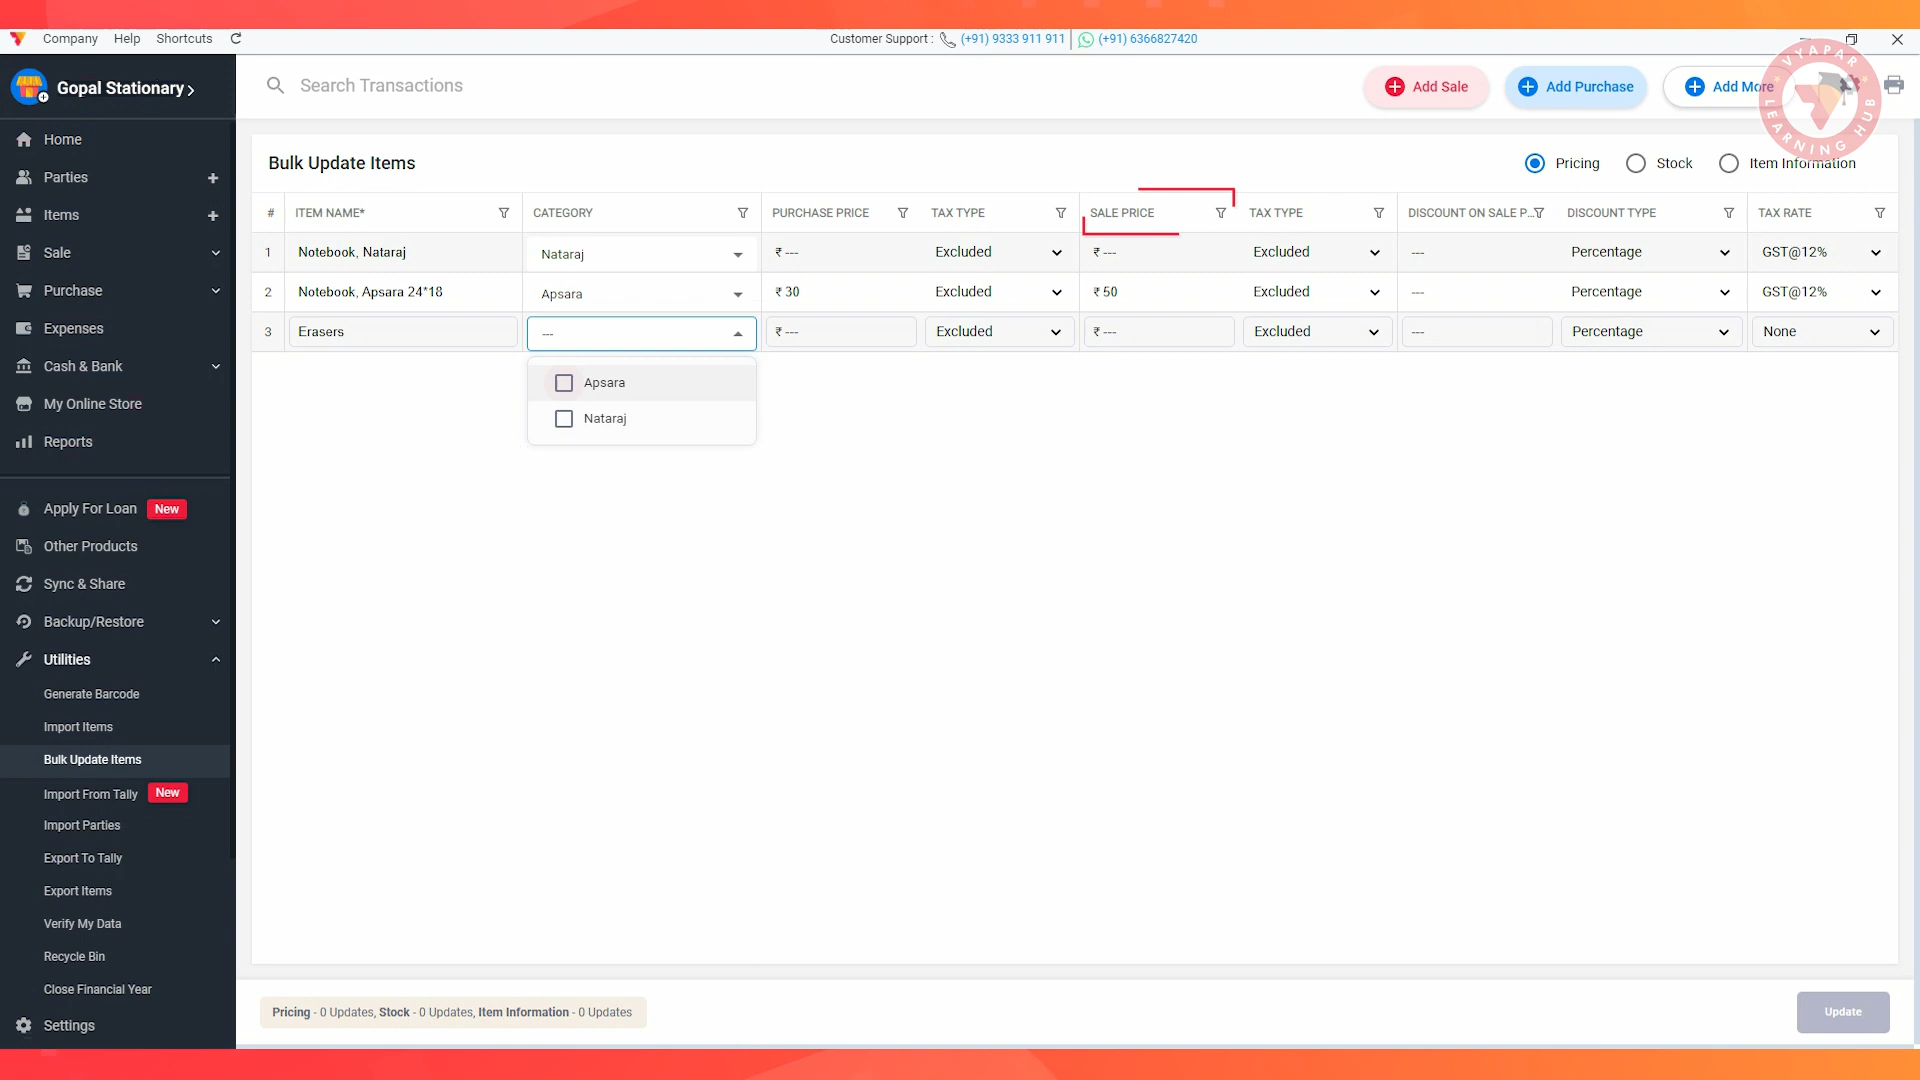 Company Help Shortcuts
Customer Support : (+91) 9333 911 911 (+91) 6366827420
Gopal Stationary
Search Transactions
Add Sale
Add Purchase
Add More
VYAPAR
LEARNING HUB
Home
Parties
Items
Sale
Purchase
Expenses
Cash & Bank
My Online Store
Reports
Apply For Loan New
Other Products
Sync & Share
Backup/Restore
Utilities
Generate Barcode
Import Items
Bulk Update Items
Import From Tally New
Import Parties
Export To Tally
Export Items
Verify My Data
Recycle Bin
Close Financial Year
Settings
Bulk Update Items
Pricing Stock Item Information
# ITEM NAME* CATEGORY PURCHASE PRICE TAX TYPE SALE PRICE TAX TYPE DISCOUNT ON SALE P... DISCOUNT TYPE TAX RATE
1 Notebook, Nataraj Nataraj ₹ --- Excluded ₹ --- Excluded --- Percentage GST@12%
2 Notebook, Apsara 24*18 Apsara ₹ 30 Excluded ₹ 50 Excluded --- Percentage GST@12%
3 Erasers --- ₹ --- Excluded ₹ --- Excluded --- Percentage None
Apsara
Nataraj
Pricing - 0 Updates, Stock - 0 Updates, Item Information - 0 Updates
Update